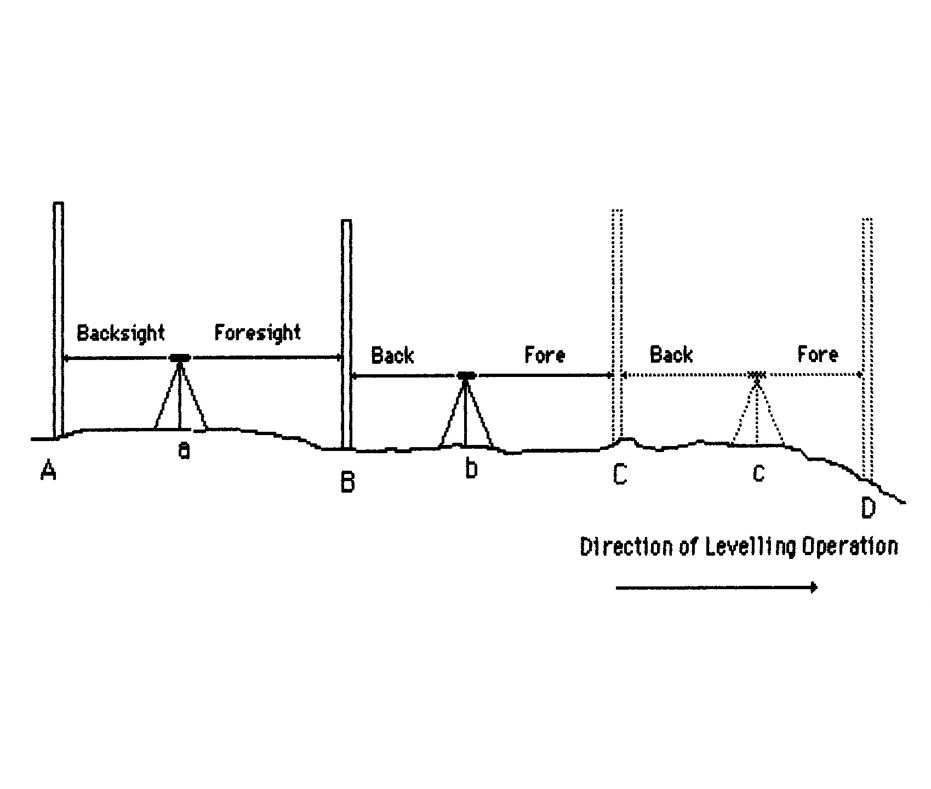 Backsight Foresight
Back Fore Back Fore
A a B b C c D
Direction of Levelling Operation